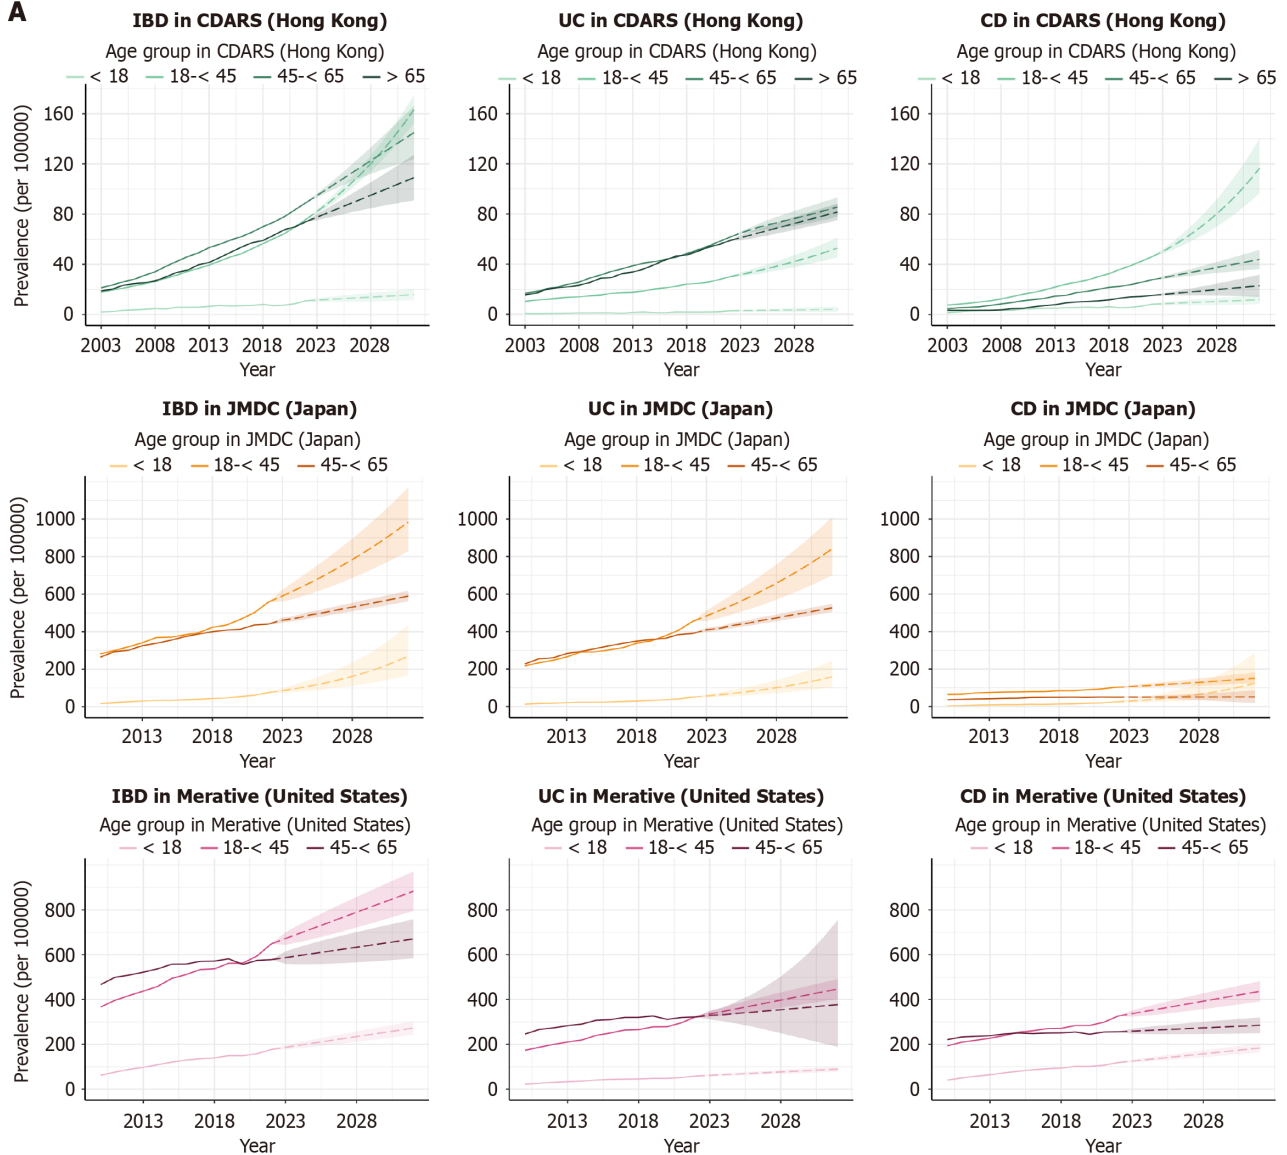 A
IBD in CDARS (Hong Kong)
Age group in CDARS (Hong Kong)
< 18 18-< 45 45-< 65 > 65
Prevalence (per 100000)
160
120
80
40
0
2003 2008 2013 2018 2023 2028
Year
UC in CDARS (Hong Kong)
Age group in CDARS (Hong Kong)
< 18 18-< 45 45-< 65 > 65
160
120
80
40
0
2003 2008 2013 2018 2023 2028
Year
CD in CDARS (Hong Kong)
Age group in CDARS (Hong Kong)
< 18 18-< 45 45-< 65 > 65
160
120
80
40
0
2003 2008 2013 2018 2023 2028
Year
IBD in JMDC (Japan)
Age group in JMDC (Japan)
< 18 18-< 45 45-< 65
Prevalence (per 100000)
1000
800
600
400
200
0
2013 2018 2023 2028
Year
UC in JMDC (Japan)
Age group in JMDC (Japan)
< 18 18-< 45 45-< 65
1000
800
600
400
200
0
2013 2018 2023 2028
Year
CD in JMDC (Japan)
Age group in JMDC (Japan)
< 18 18-< 45 45-< 65
1000
800
600
400
200
0
2013 2018 2023 2028
Year
IBD in Merative (United States)
Age group in Merative (United States)
< 18 18-< 45 45-< 65
Prevalence (per 100000)
800
600
400
200
0
2013 2018 2023 2028
Year
UC in Merative (United States)
Age group in Merative (United States)
< 18 18-< 45 45-< 65
800
600
400
200
0
2013 2018 2023 2028
Year
CD in Merative (United States)
Age group in Merative (United States)
< 18 18-< 45 45-< 65
800
600
400
200
0
2013 2018 2023 2028
Year